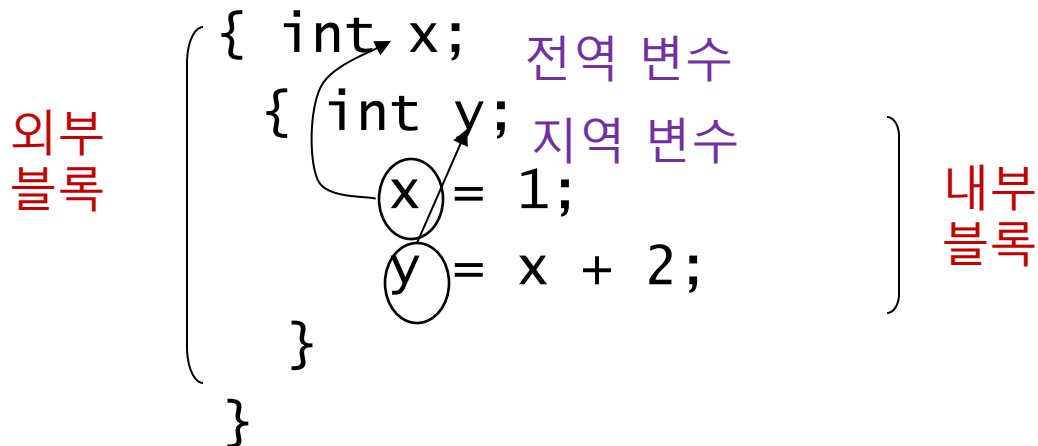 { int x;
전역 변수
{ int y;
지역 변수
외부
블록
x = 1;
y = x + 2;
내부
블록
}
}